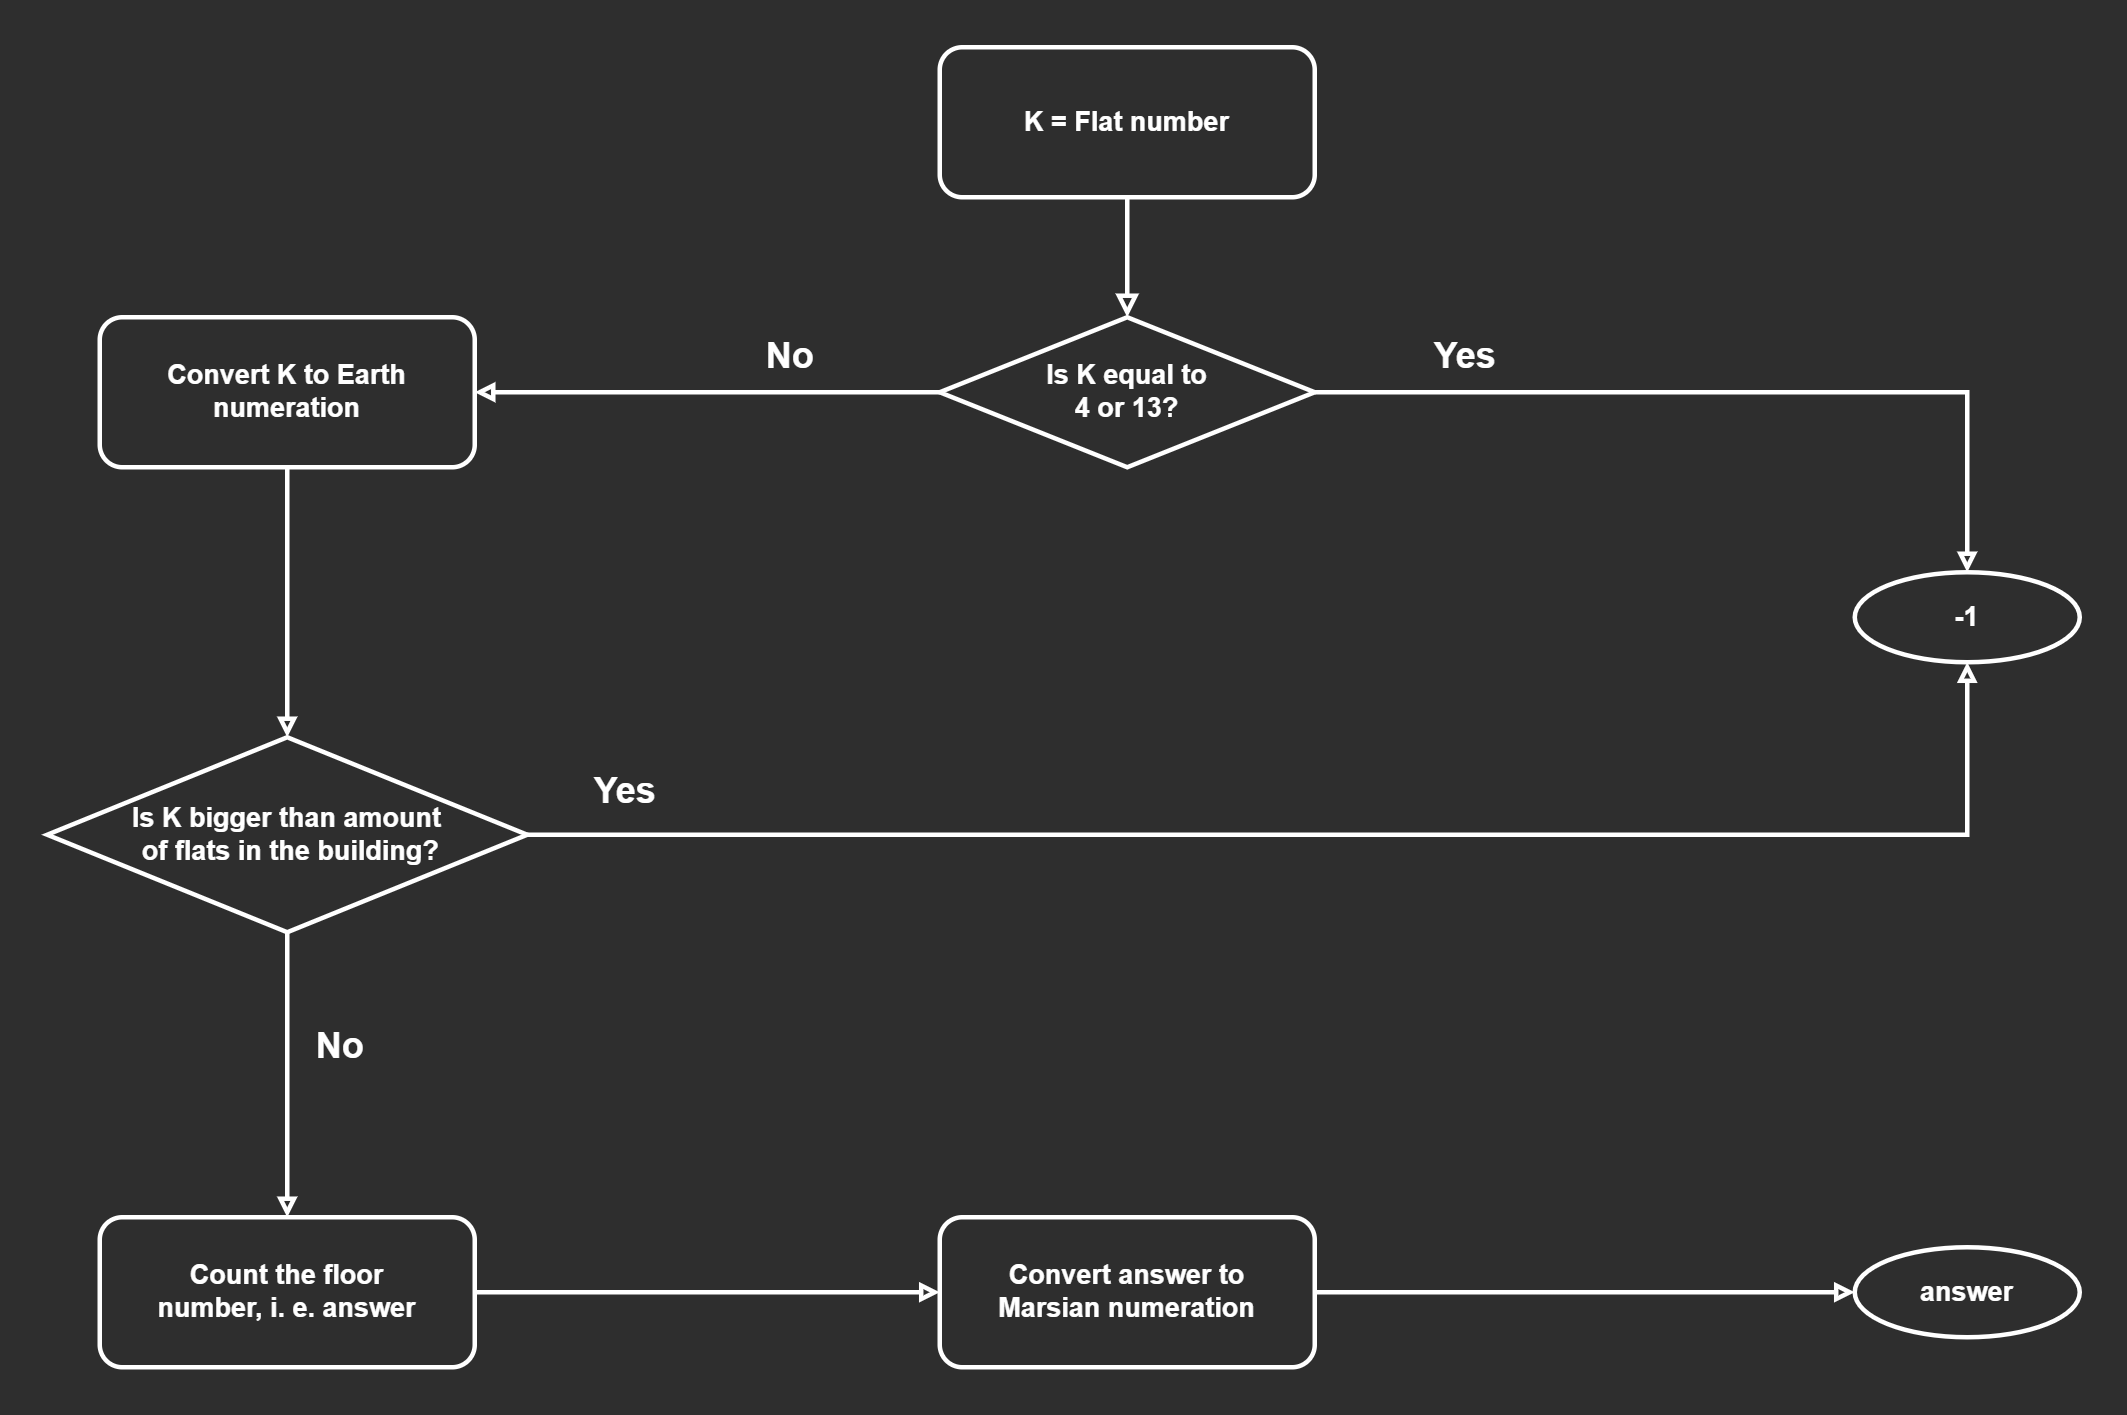 K = Flat number
No
Yes
Convert K to Earth
numeration
Is K equal to
4 or 13?
-1
Yes
Is K bigger than amount
of flats in the building?
No
Count the floor
number, i. e. answer
Convert answer to
Marsian numeration
answer